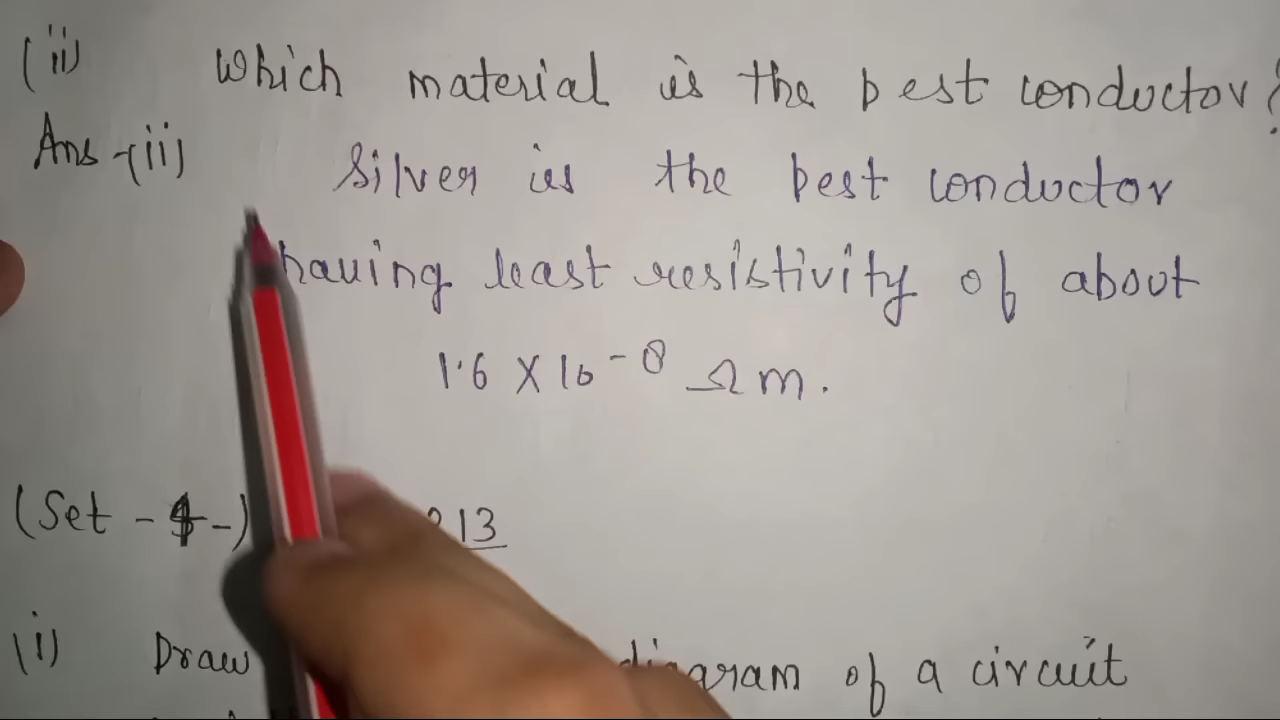 (ii) Which material is the best conductor?
Ans-(ii) Silver is the best conductor
having least resistivity of about
1.6 X 10-8 Ωm.
(Set - 4-) 13
(i) Draw diagram of a circuit